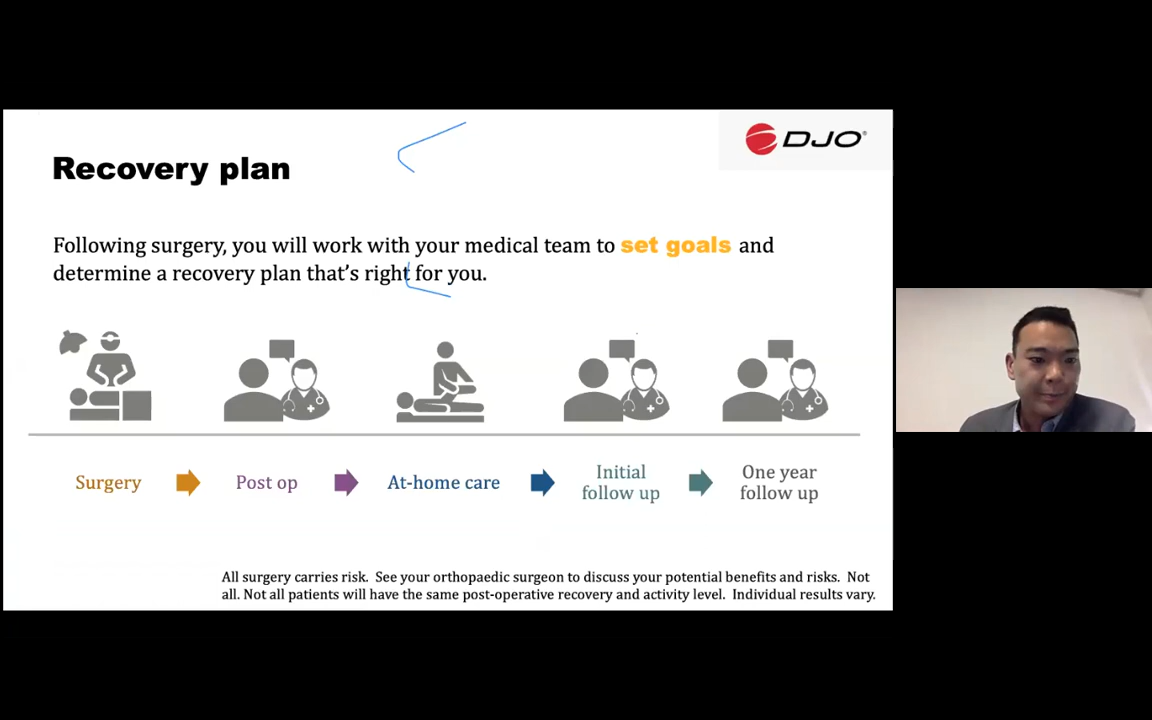 DJO®
Recovery plan
Following surgery, you will work with your medical team to set goals and
determine a recovery plan that's right for you.
Surgery
Post op
At-home care
Initial
follow up
One year
follow up
All surgery carries risk. See your orthopaedic surgeon to discuss your potential benefits and risks. Not
all. Not all patients will have the same post-operative recovery and activity level. Individual results vary.